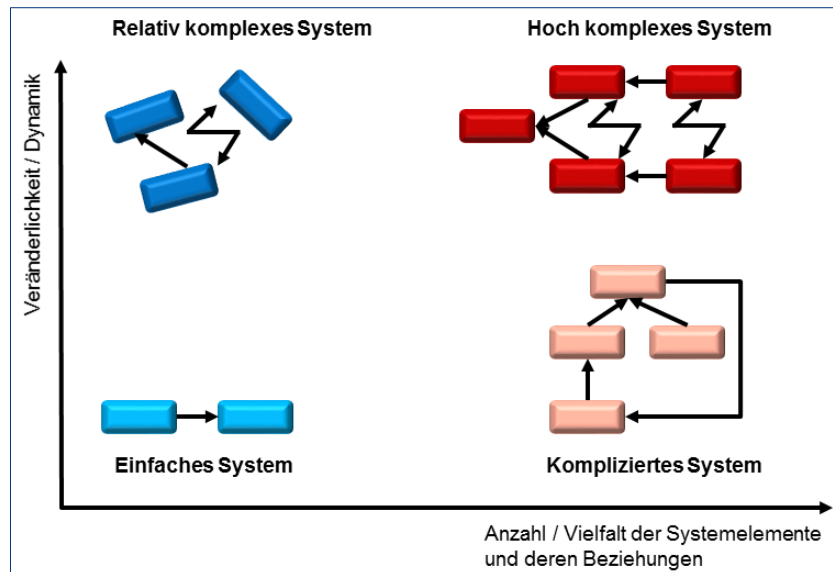 Relativ komplexes System
Hoch komplexes System
Veränderlichkeit / Dynamik
Einfaches System
Kompliziertes System
Anzahl / Vielfalt der Systemelemente
und deren Beziehungen